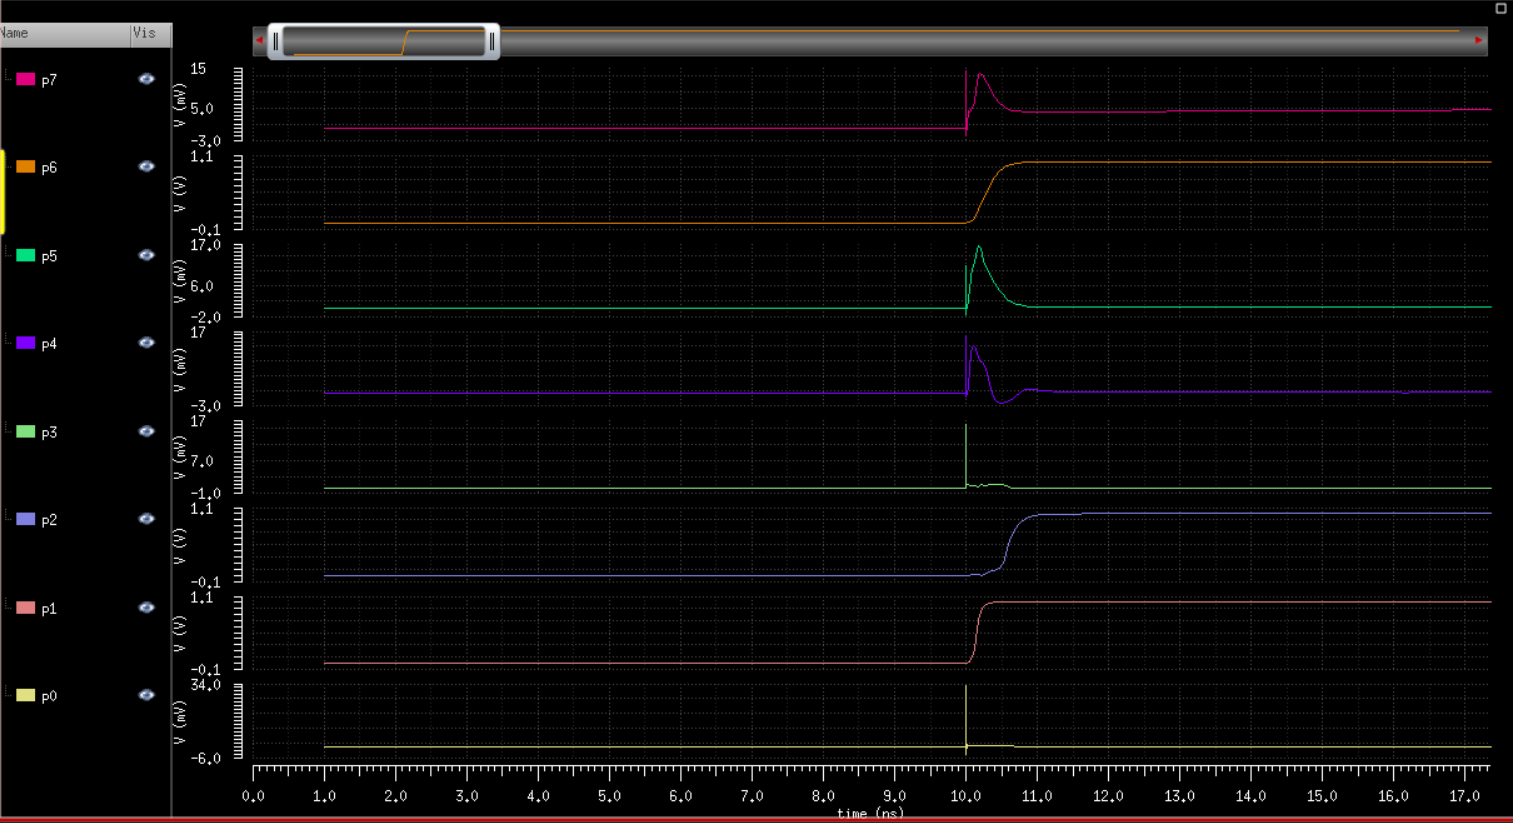 Name Vis
p7
15
5.0
-3.0
V (mV)
p6
1.1
-0.1
V (V)
p5
17.0
6.0
-2.0
V (mV)
p4
17
-3.0
V (mV)
p3
17
7.0
-1.0
V (mV)
p2
1.1
-0.1
V (V)
p1
1.1
-0.1
V (V)
p0
34.0
-6.0
V (mV)
0.0 1.0 2.0 3.0 4.0 5.0 6.0 7.0 8.0 9.0 10.0 11.0 12.0 13.0 14.0 15.0 16.0 17.0
time (ns)